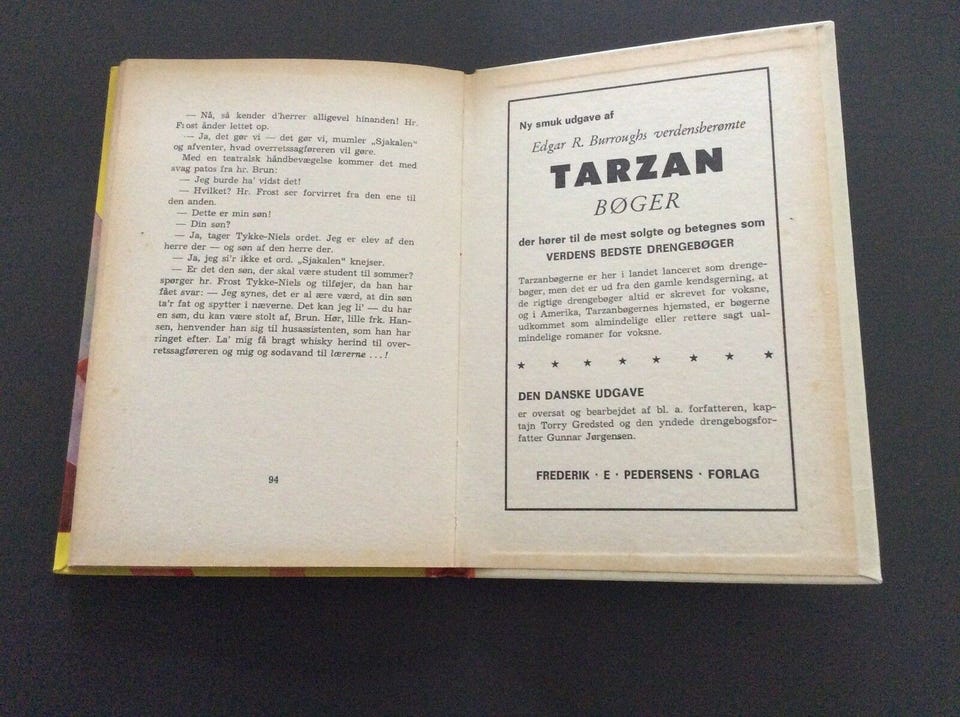 — Nå, så kender d'herrer alligevel hinanden! Hr.
Frost ånder lettet op.
— Ja, det gør vi — det gør vi, mumler „Sjakalen"
og afventer, hvad overretssagføreren vil gøre.
Med en teatralsk håndbevægelse kommer det med
svag patos fra hr. Brun:
— Jeg burde ha' vidst det!
— Hvilket? Hr. Frost ser forvirret fra den ene til
den anden.
— Dette er min søn!
— Din søn?
— Ja, tager Tykke-Niels ordet. Jeg er elev af den
herre der — og søn af den herre der.
— Ja, jeg si'r ikke et ord. „Sjakalen" knejser.
— Er det den søn, der skal være student til sommer?
spørger hr. Frost Tykke-Niels og tilføjer, da han har
fået svar: — Jeg synes, det er al ære værd, at din søn
ta'r fat og spytter i næverne. Det kan jeg li' — du har
en søn, du kan være stolt af, Brun. Hør, lille frk. Han-
sen, henvender han sig til husassistenten, som han har
ringet efter. La' mig få bragt whisky herind til over-
retssagføreren og mig og sodavand til lærerne . . . !
94
Ny smuk udgave af
Edgar R. Burroughs verdensberømte
TARZAN
BØGER
der hører til de mest solgte og betegnes som
VERDENS BEDSTE DRENGEBØGER
Tarzanbøgerne er her i landet lanceret som drenge-
bøger, men det er ud fra den gamle kendsgerning, at
de rigtige drengebøger altid er skrevet for voksne,
og i Amerika, Tarzanbøgernes hjemsted, er bøgerne
udkommet som almindelige eller rettere sagt ual-
mindelige romaner for voksne.
★ ★ ★ ★ ★ ★ ★ ★
DEN DANSKE UDGAVE
er oversat og bearbejdet af bl. a. forfatteren, kap-
tajn Torry Gredsted og den yndede drengebogsfor-
fatter Gunnar Jørgensen.
FREDERIK · E · PEDERSENS · FORLAG